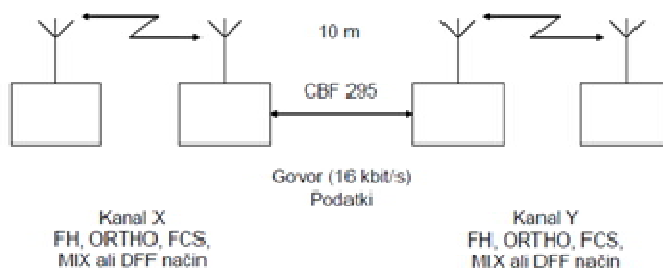 10 m
CBF 295
Govor (16 kbit/s)
Podatki
Kanal X
FH, ORTHO, FCS,
MIX ali DFF način
Kanal Y
FH, ORTHO, FCS,
MIX ali DFF način